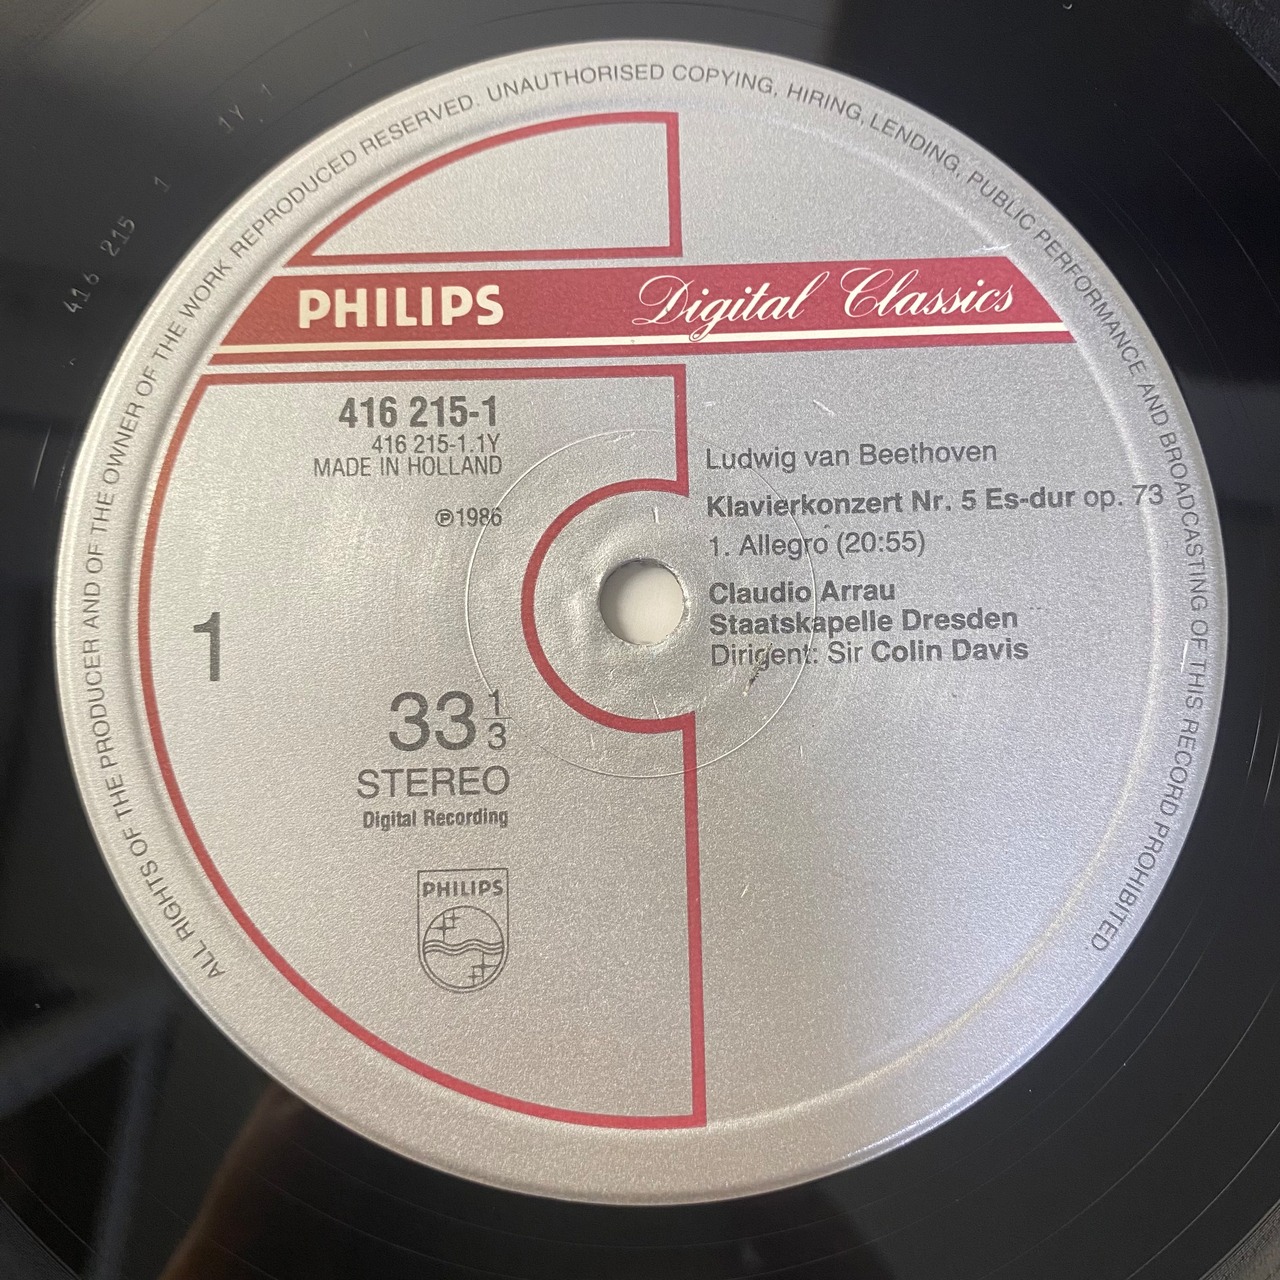 ALL RIGHTS OF THE PRODUCER AND OF THE OWNER OF THE WORK REPRODUCED RESERVED. UNAUTHORISED COPYING, HIRING, LENDING, PUBLIC PERFORMANCE AND BROADCASTING OF THIS RECORD PROHIBITED.
1Y 1
416 215 1
PHILIPS Digital Classics
416 215-1
416 215-1.1Y
MADE IN HOLLAND
℗1986
1
33 1/3
STEREO
Digital Recording
PHILIPS
Ludwig van Beethoven
Klavierkonzert Nr. 5 Es-dur op. 73
1. Allegro (20:55)
Claudio Arrau
Staatskapelle Dresden
Dirigent: Sir Colin Davis